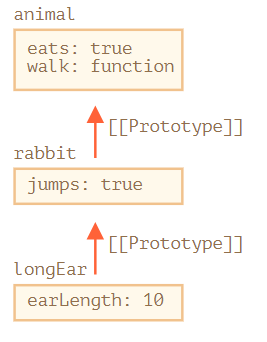 animal
eats: true
walk: function
[[Prototype]]
rabbit
jumps: true
[[Prototype]]
longEar
earLength: 10